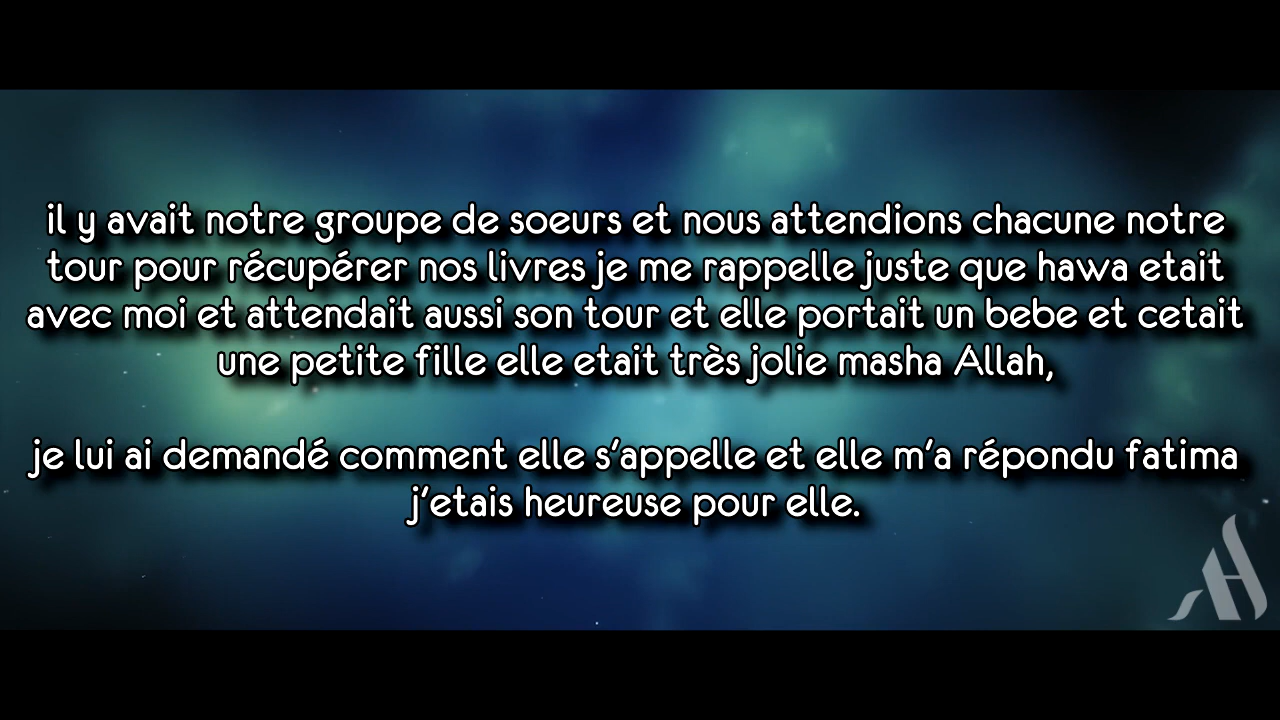 il y avait notre groupe de soeurs et nous attendions chacune notre
tour pour récupérer nos livres je me rappelle juste que hawa etait
avec moi et attendait aussi son tour et elle portait un bebe et cetait
une petite fille elle etait très jolie masha Allah,
je lui ai demandé comment elle s'appelle et elle m'a répondu fatima
j'etais heureuse pour elle.